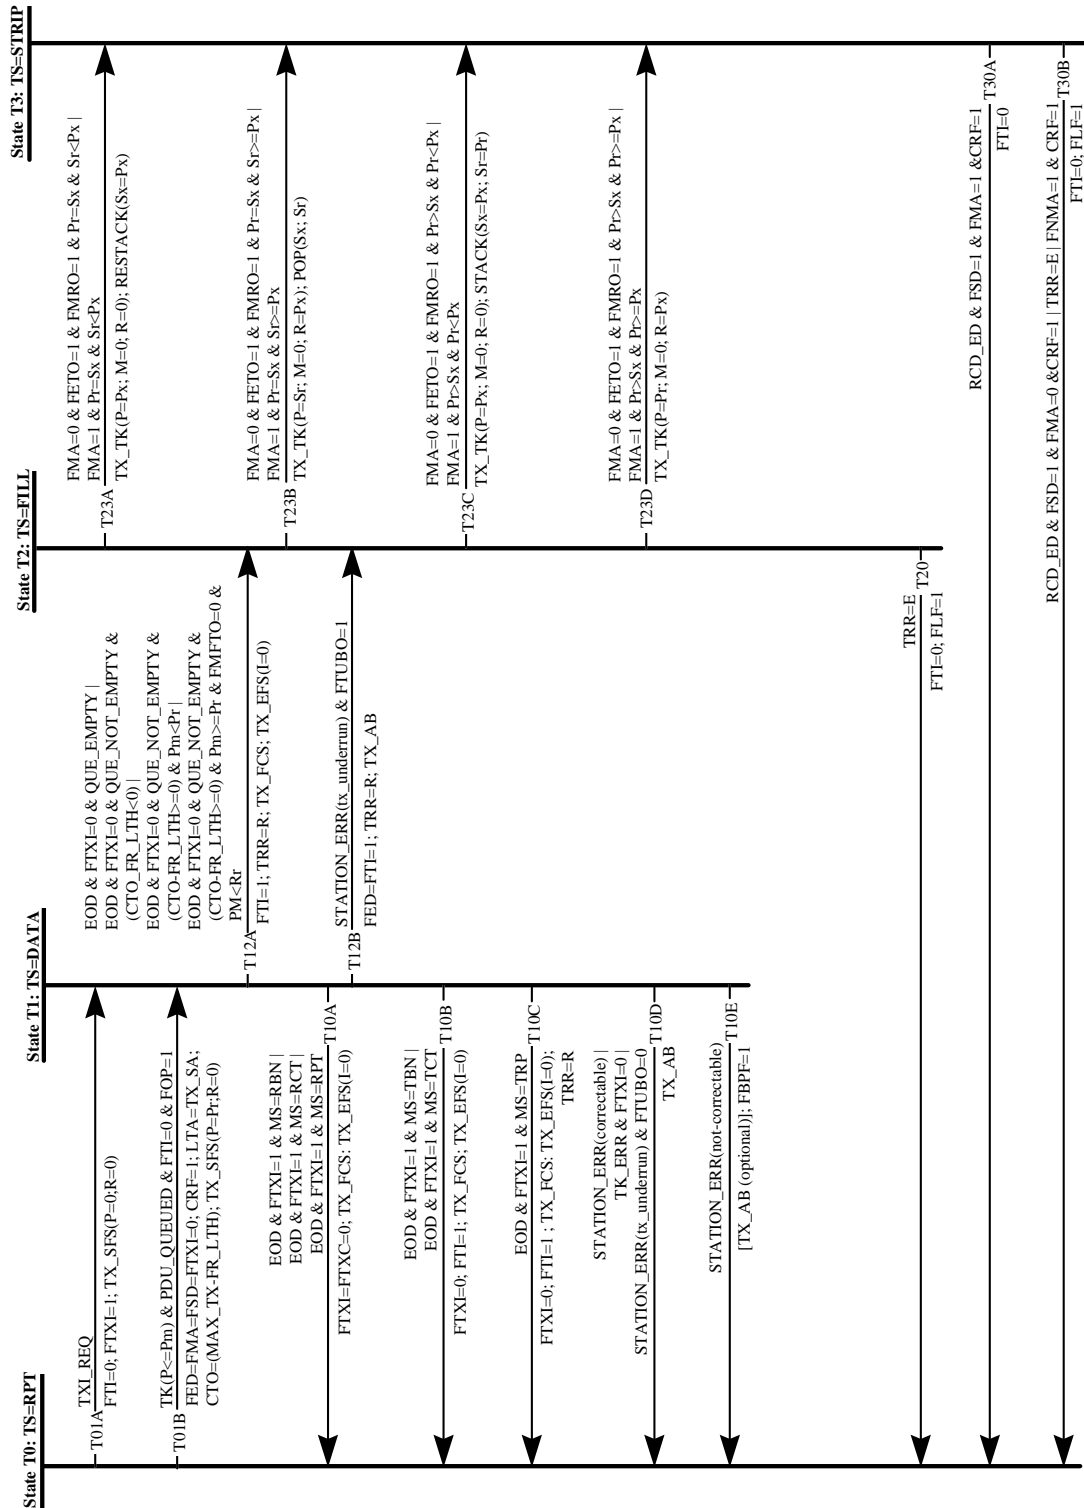 State T0: TS=RPT
State T1: TS=DATA
State T2: TS=FILL
State T3: TS=STRIP
T01A
TXI_REQ
FTI=0; FTXI=1; TX_SFS(P=0;R=0)
T01B
TK(P<=Pm) & PDU_QUEUED & FTI=0 & FOP=1
FED=FMA=FSD=FTXI=0; CRF=1; LTA=TX_SA;
CTO=(MAX_TX-FR_LTH); TX_SFS(P=Pr;R=0)
EOD & FTXI=1 & MS=RBN |
EOD & FTXI=1 & MS=RCT |
EOD & FTXI=1 & MS=RPT
T10A
FTXI=FTXC=0; TX_FCS: TX_EFS(I=0)
EOD & FTXI=1 & MS=TBN |
EOD & FTXI=1 & MS=TCT
T10B
FTXI=0; FTI=1; TX_FCS; TX_EFS(I=0)
EOD & FTXI=1 & MS=TRP
T10C
FTXI=0; FTI=1 ; TX_FCS: TX_EFS(I=0);
TRR=R
STATION_ERR(correctable) |
TK_ERR & FTXI=0 |
STATION_ERR(tx_underrun) & FTUBO=0
T10D
TX_AB
STATION_ERR(not-correctable)
T10E
[TX_AB (optional)]; FBPF=1
EOD & FTXI=0 & QUE_EMPTY |
EOD & FTXI=0 & QUE_NOT_EMPTY &
(CTO_FR_LTH<0) |
EOD & FTXI=0 & QUE_NOT_EMPTY &
(CTO-FR_LTH>=0) & Pm<Pr |
EOD & FTXI=0 & QUE_NOT_EMPTY &
(CTO-FR_LTH>=0) & Pm>=Pr & FMFTO=0 &
PM<Rr
T12A
FTI=1; TRR=R; TX_FCS; TX_EFS(I=0)
STATION_ERR(tx_underrun) & FTUBO=1
T12B
FED=FTI=1; TRR=R; TX_AB
FMA=0 & FETO=1 & FMRO=1 & Pr=Sx & Sr<Px |
FMA=1 & Pr=Sx & Sr<Px
T23A
TX_TK(P=Px; M=0; R=0); RESTACK(Sx=Px)
FMA=0 & FETO=1 & FMRO=1 & Pr=Sx & Sr>=Px |
FMA=1 & Pr=Sx & Sr>=Px
T23B
TX_TK(P=Sr; M=0; R=Px); POP(Sx; Sr)
FMA=0 & FETO=1 & FMRO=1 & Pr>Sx & Pr<Px |
FMA=1 & Pr>Sx & Pr<Px
T23C
TX_TK(P=Px; M=0; R=0); STACK(Sx=Px; Sr=Pr)
FMA=0 & FETO=1 & FMRO=1 & Pr>Sx & Pr>=Px |
FMA=1 & Pr>Sx & Pr>=Px
T23D
TX_TK(P=Pr; M=0; R=Px)
TRR=E
T20
FTI=0; FLF=1
RCD_ED & FSD=1 & FMA=1 &CRF=1
T30A
FTI=0
RCD_ED & FSD=1 & FMA=0 &CRF=1 | TRR=E | FNMA=1 & CRF=1
T30B
FTI=0; FLF=1